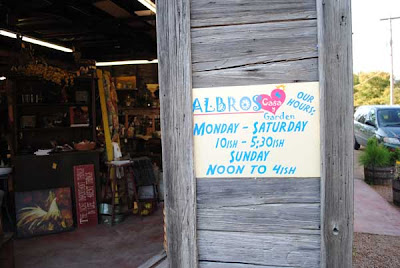 ALBROS
Casa
y
Garden
OUR
HOURS:
MONDAY - SATURDAY
10ISH - 5:30ISH
SUNDAY
NOON TO 4ISH